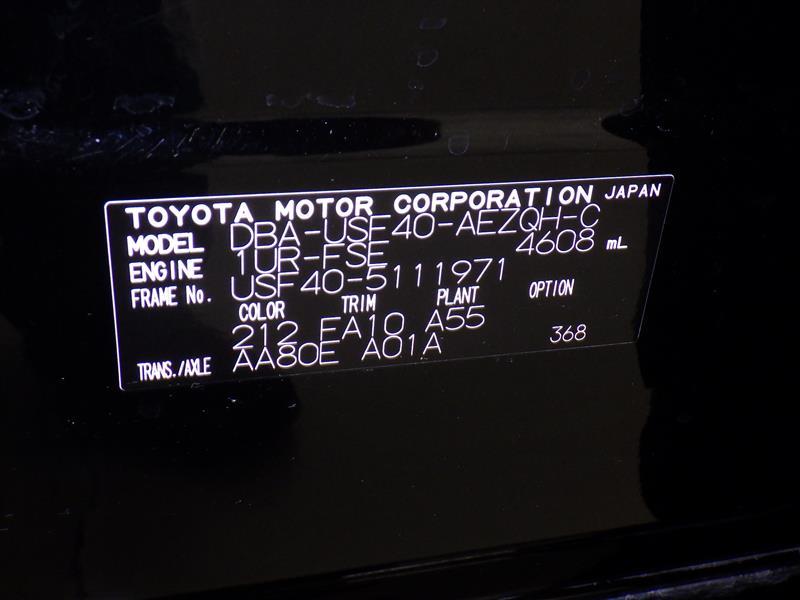 TOYOTA MOTOR CORPORATION JAPAN
MODEL DBA-USF40-AEZQH-C
ENGINE 1UR-FSE 4608 mL
FRAME No. USF40-5111971
COLOR TRIM PLANT OPTION
212 FA10 A55
TRANS./AXLE AA80E A01A 368